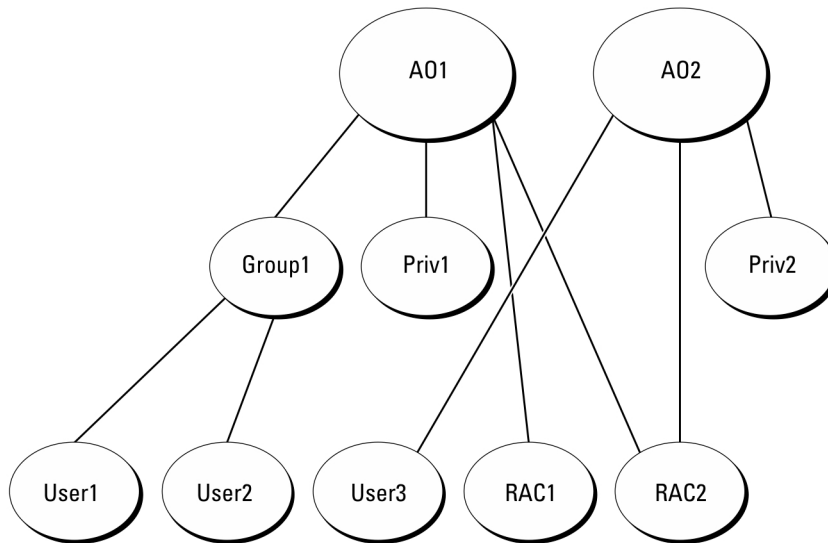 AO1
AO2
Group1
Priv1
Priv2
User1
User2
User3
RAC1
RAC2